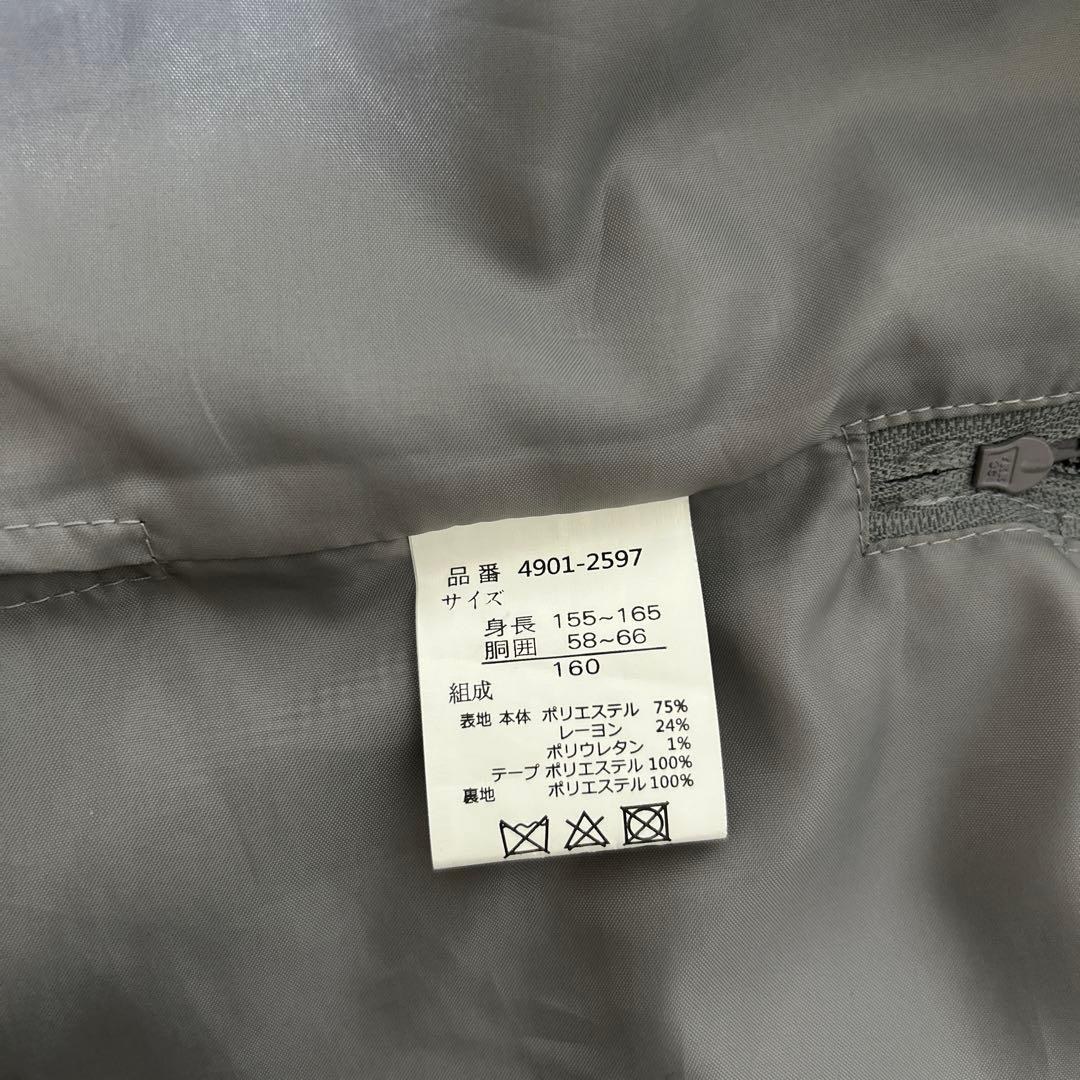 品番 4901-2597
サイズ
身長 155~165
胴囲 58~66
160
組成
表地 本体 ポリエステル 75%
レーヨン 24%
ポリウレタン 1%
テープ ポリエステル 100%
裏地 ポリエステル 100%